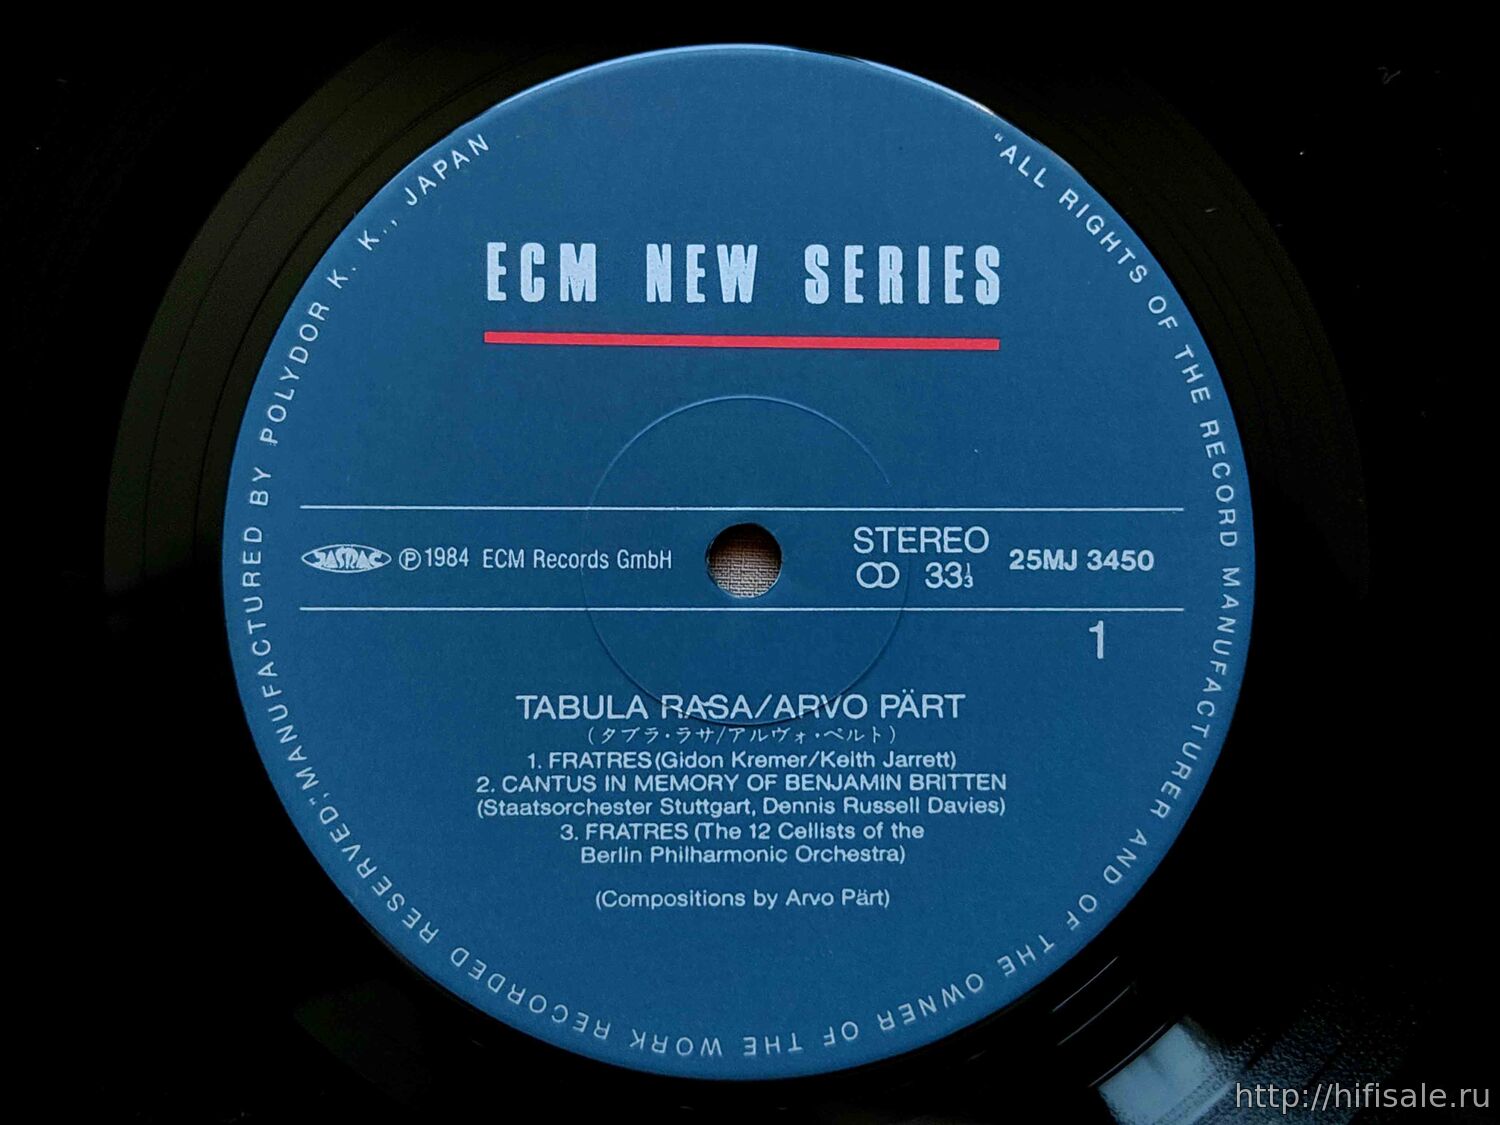 ECM NEW SERIES
JASRAC Ⓟ1984 ECM Records GmbH
STEREO
33⅓
25MJ 3450
1
TABULA RASA/ARVO PÄRT
(タブラ・ラサ/アルヴォ・ペルト)
1. FRATRES(Gidon Kremer/Keith Jarrett)
2. CANTUS IN MEMORY OF BENJAMIN BRITTEN
(Staatsorchester Stuttgart, Dennis Russell Davies)
3. FRATRES (The 12 Cellists of the
Berlin Philharmonic Orchestra)
(Compositions by Arvo Pärt)
"ALL RIGHTS OF THE RECORD MANUFACTURER AND OF THE OWNER OF THE WORK RECORDED RESERVED",MANUFACTURED BY POLYDOR K. K., JAPAN
http://hifisale.ru